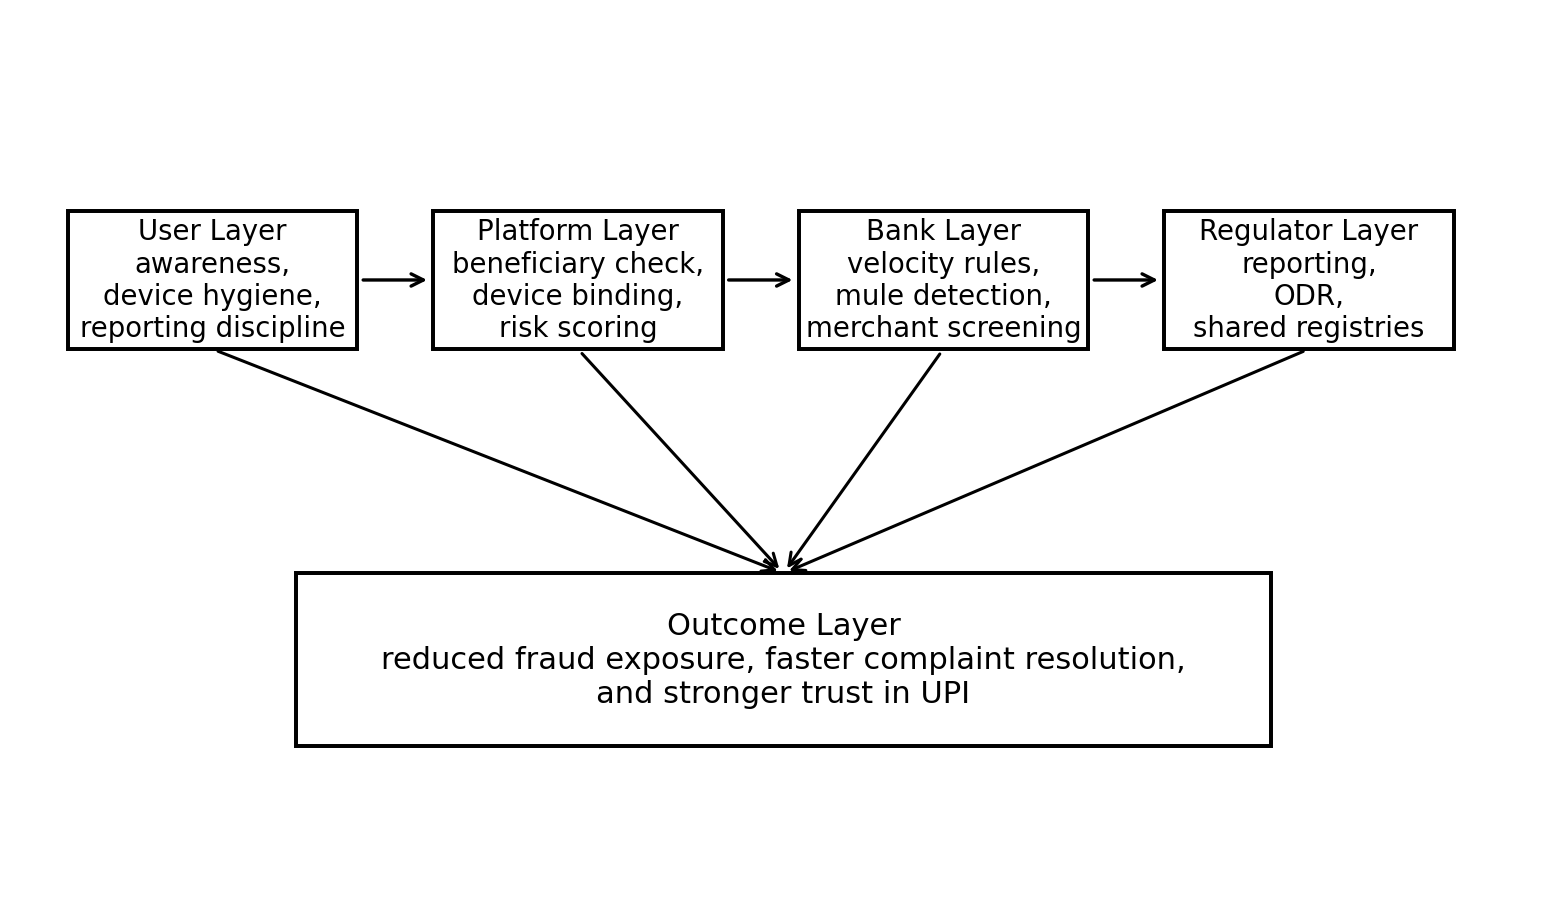 User Layer
awareness,
device hygiene,
reporting discipline
Platform Layer
beneficiary check,
device binding,
risk scoring
Bank Layer
velocity rules,
mule detection,
merchant screening
Regulator Layer
reporting,
ODR,
shared registries
Outcome Layer
reduced fraud exposure, faster complaint resolution,
and stronger trust in UPI